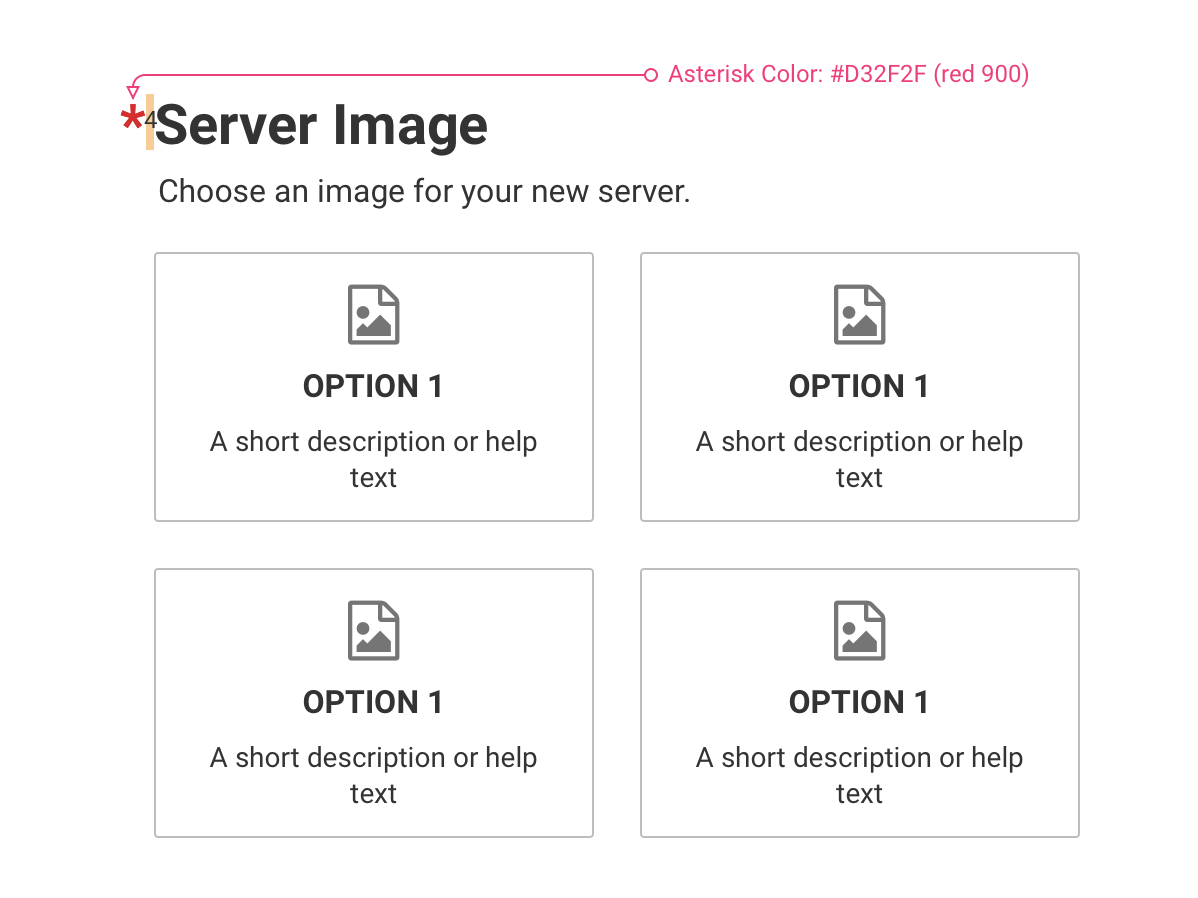 Asterisk Color: #D32F2F (red 900)
*4Server Image
Choose an image for your new server.
OPTION 1
A short description or help
text
OPTION 1
A short description or help
text
OPTION 1
A short description or help
text
OPTION 1
A short description or help
text